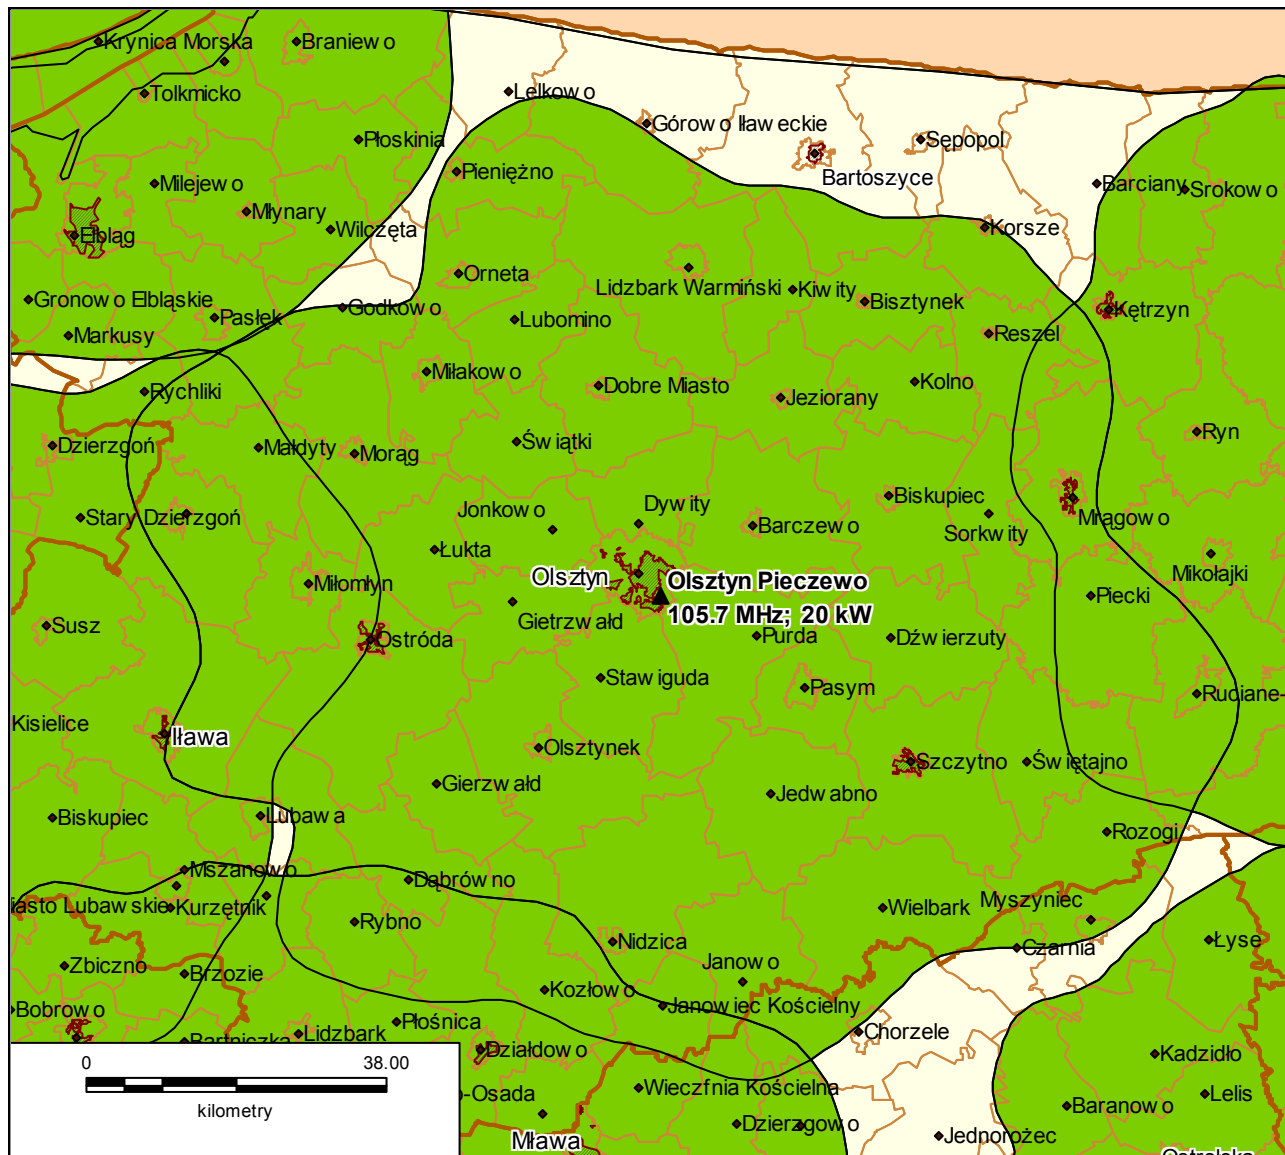 Krynica Morska
Braniewo
Tolkmicko
Lelkowo
Górowo Iławeckie
Płoskinia
Sępopol
Pieniężno
Bartoszyce
Milejewo
Barciany
Srokowo
Młynary
Wilczęta
Elbląg
Korsze
Orneta
Lidzbark Warmiński
Kiwity
Gronowo Elbląskie
Bisztynek
Pasłęk
Godkowo
Kętrzyn
Lubomino
Markusy
Reszel
Miłakowo
Dobre Miasto
Kolno
Rychliki
Jeziorany
Ryn
Dzierzgoń
Małdyty
Morąg
Świątki
Biskupiec
Stary Dzierzgoń
Jonkowo
Dywity
Barczewo
Sorkwity
Mrągowo
Łukta
Mikołajki
Olsztyn
Olsztyn Pieczewo
105.7 MHz; 20 kW
Miłomłyn
Piecki
Gietrzwałd
Susz
Ostróda
Purda
Dźwierzuty
Stawiguda
Pasym
Ruciane-
Kisielice
Iława
Olsztynek
Szczytno
Świętajno
Gierzwałd
Jedwabno
Biskupiec
Lubawa
Rozogi
Mszanowo
Dąbrówno
iasto Lubawskie
Kurzętnik
Rybno
Wielbark
Myszyniec
Nidzica
Czarnia
Łyse
Zbiczno
Brzozie
Janowo
Kozłowo
Janowiec Kościelny
Bobrowo
Płośnica
Chorzele
Bartniczka
Lidzbark
Działdowo
Kadzidło
0 38.00
kilometry
o-Osada
Wieczfnia Kościelna
Lelis
Baranowo
Dzierzgowo
Mława
Jednorożec
Ostrołęka